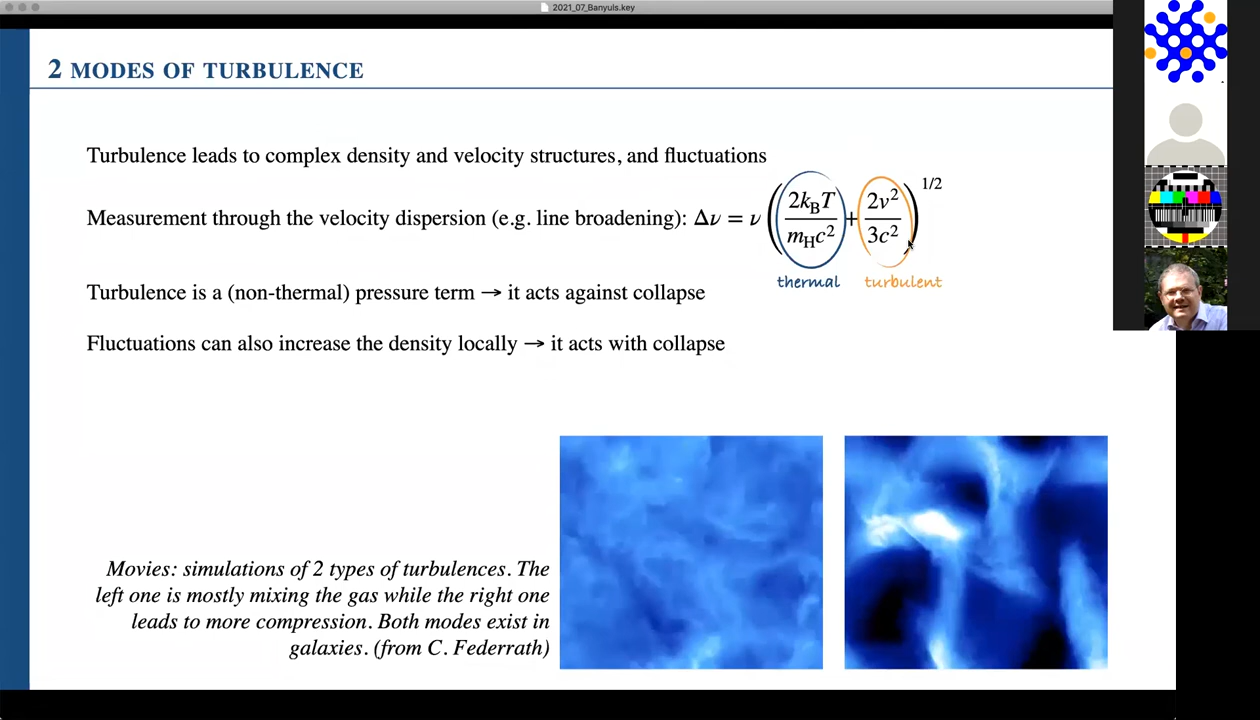 2021_07_Banyuls.key
2 MODES OF TURBULENCE
Turbulence leads to complex density and velocity structures, and fluctuations
Measurement through the velocity dispersion (e.g. line broadening): Δν = ν (2k_BT/m_Hc² + 2v²/3c²)^1/2
thermal turbulent
Turbulence is a (non-thermal) pressure term → it acts against collapse
Fluctuations can also increase the density locally → it acts with collapse
Movies: simulations of 2 types of turbulences. The
left one is mostly mixing the gas while the right one
leads to more compression. Both modes exist in
galaxies. (from C. Federrath)